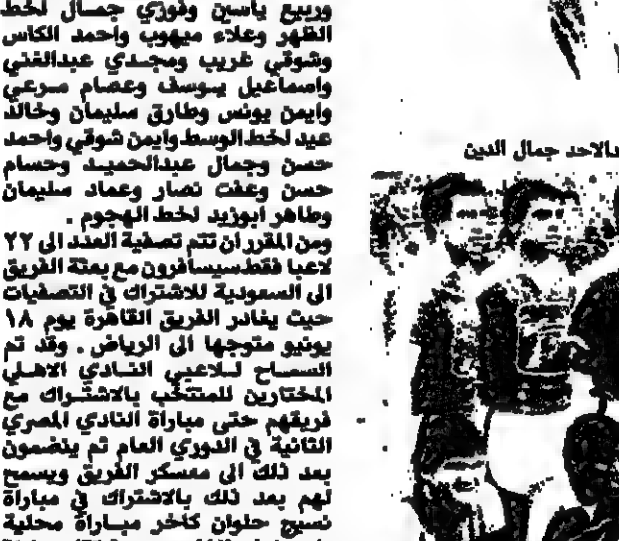 وربيع ياسين وفوزي جمال لخط
الظهر وعلاء ميهوب واحمد الكاس
وشوقي غريب ومجدي عبدالغني
واسماعيل يوسف وعصام مرعي
وايمن يونس وطارق سليمان وخالد
عيد لخط الوسط وايمن شوقي واحمد
حسن وجمال عبدالحميد وحسام
حسن وعفت نصار وعماد سليمان
وطاهر ابوزيد لخط الهجوم .
ومن المقرر ان تتم تصفية العدد الى ٢٢
لاعبا فقط سيسافرون مع بعثة الفريق
الى السعودية للاشتراك في التصفيات
حيث يغادر الفريق القاهرة يوم ١٨
يونيو متوجها الى الرياض . وقد تم
السماح للاعبي النادي الاهلي
المختارين للمنتخب بالاشتراك مع
فريقهم حتى مباراة النادي المصري
الثانية في الدوري العام ثم ينضمون
بعد ذلك الى معسكر الفريق ويسمح
لهم بعد ذلك بالاشتراك في مباراة
نسيج حلوان كاخر مباراة محلية
دالاحد جمال الدين